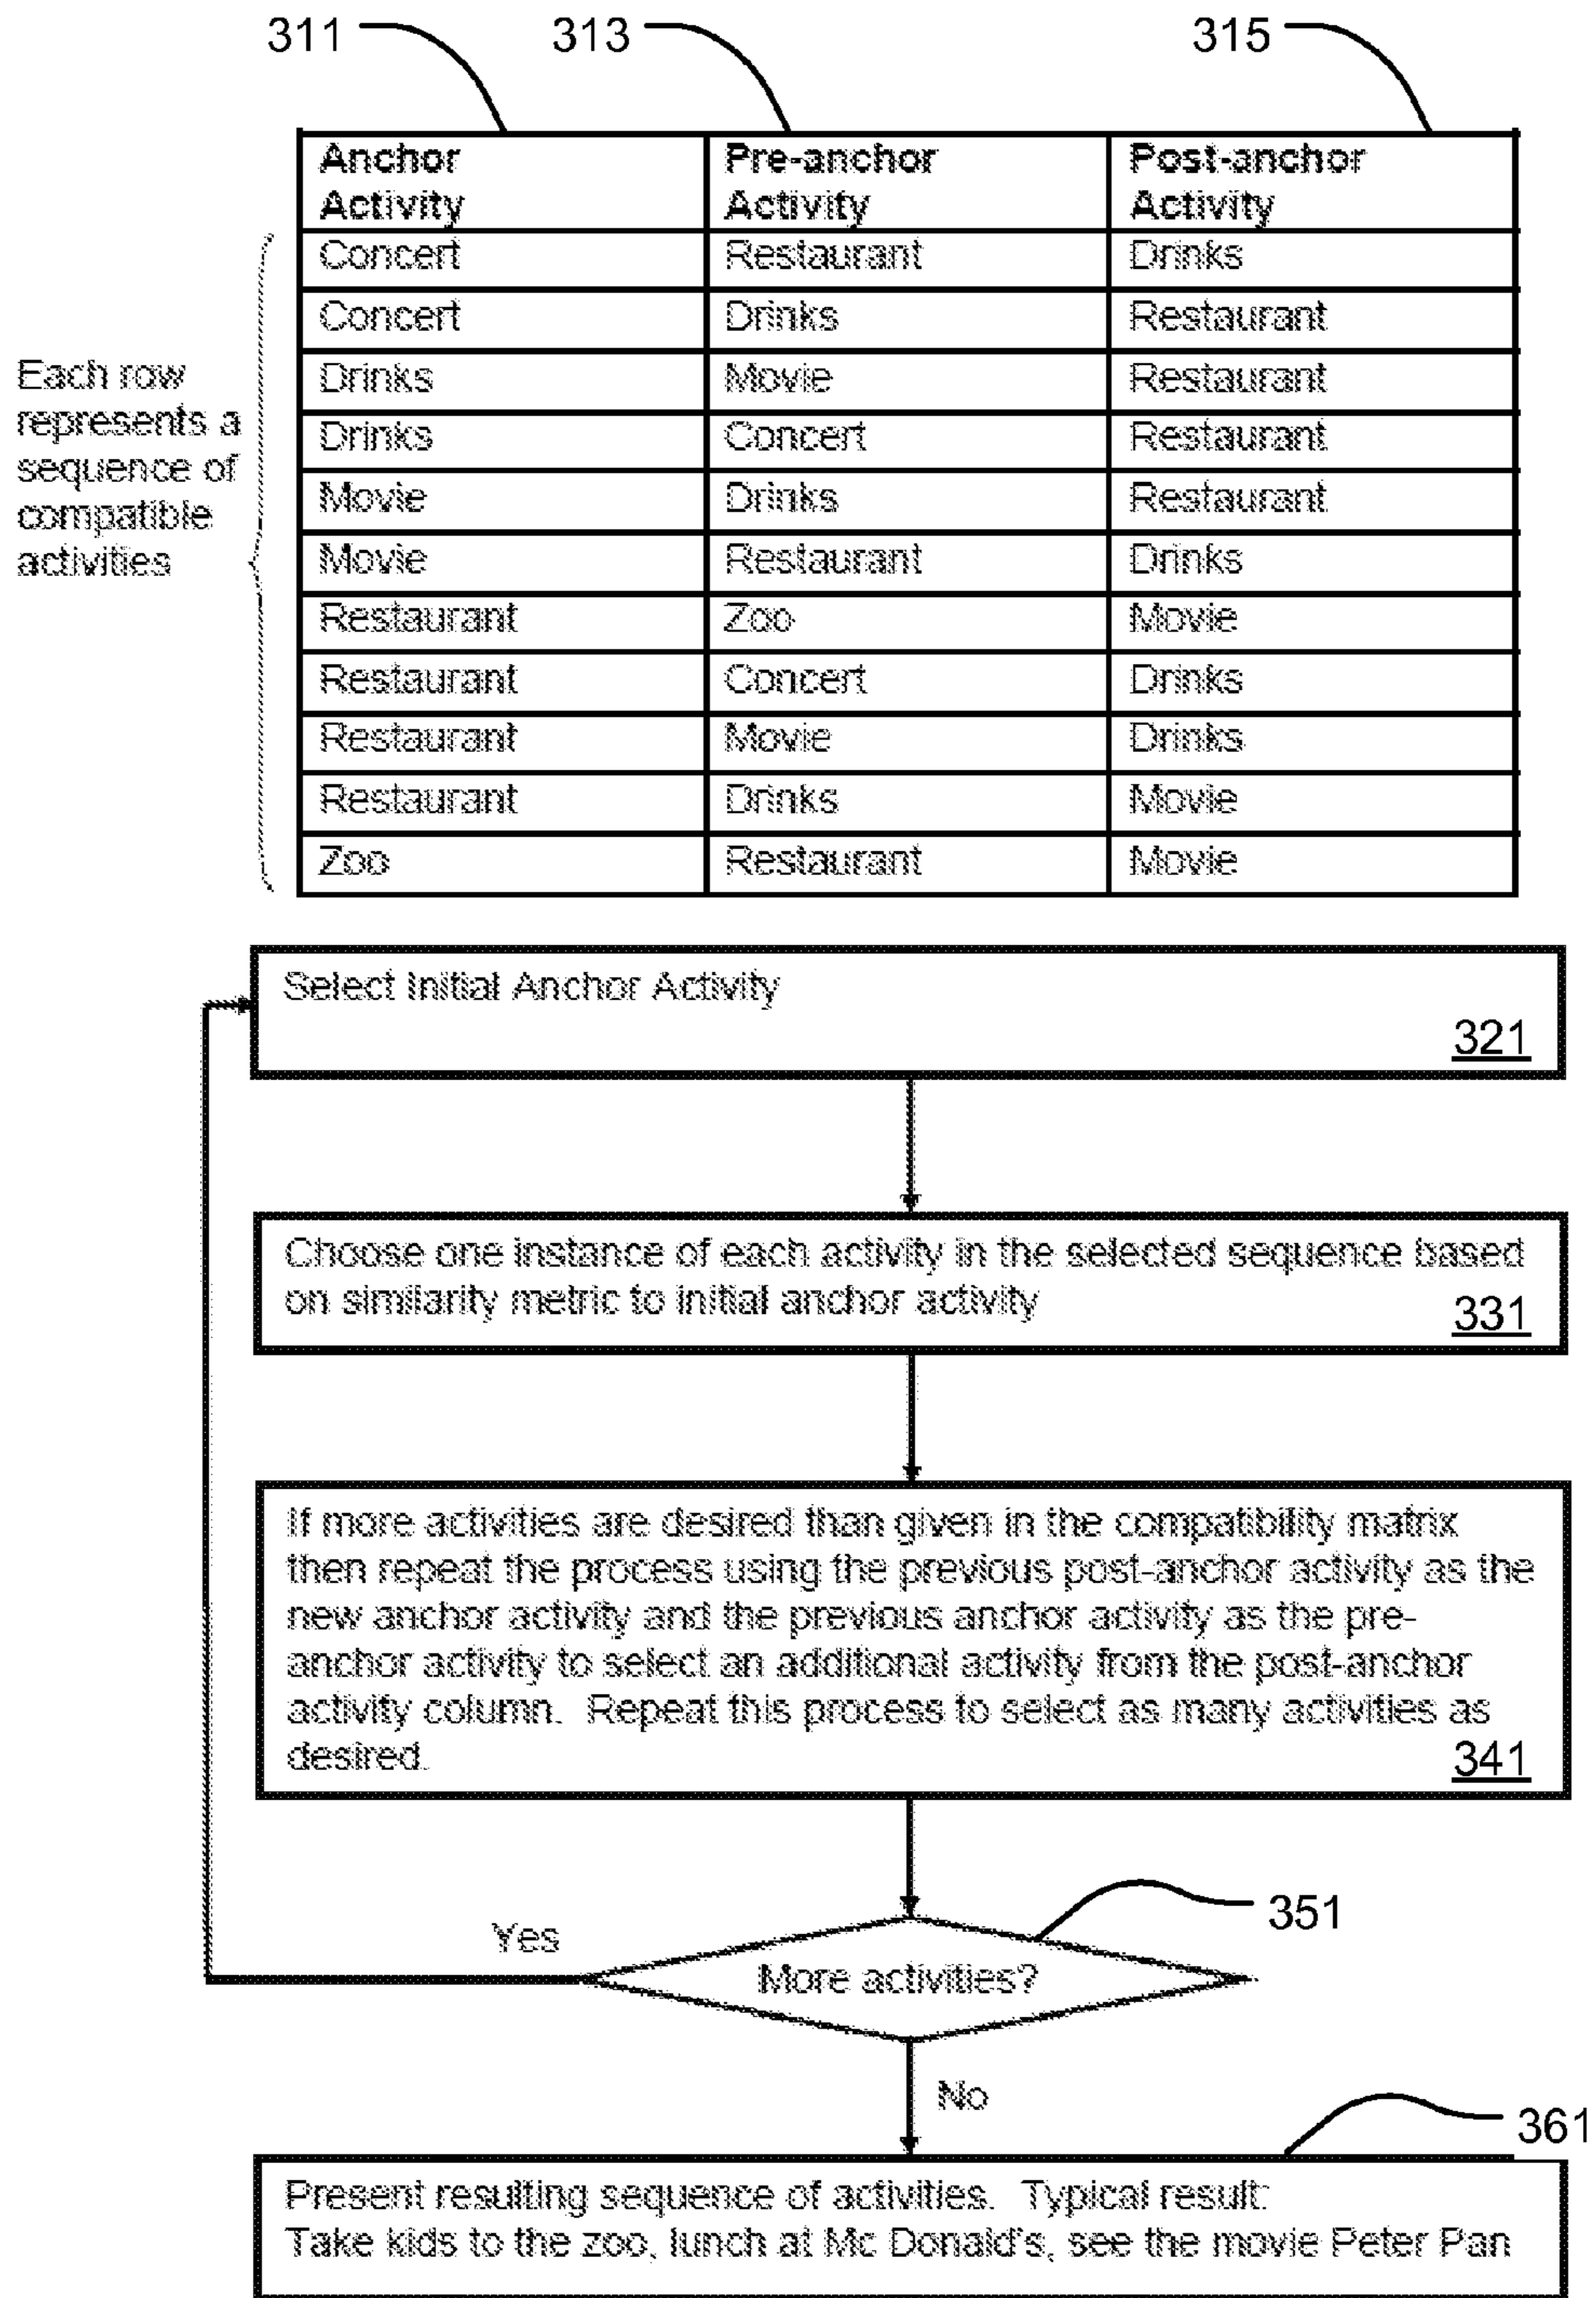 311 313 315
Anchor Activity Pre-anchor Activity Post-anchor Activity
Concert Restaurant Drinks
Concert Drinks Restaurant
Drinks Movie Restaurant
Drinks Concert Restaurant
Movie Drinks Restaurant
Movie Restaurant Drinks
Restaurant Zoo Movie
Restaurant Concert Drinks
Restaurant Movie Drinks
Restaurant Drinks Movie
Zoo Restaurant Movie
Each row
represents a
sequence of
compatible
activities
Select Initial Anchor Activity
321
Choose one instance of each activity in the selected sequence based
on similarity metric to initial anchor activity
331
If more activities are desired than given in the compatibility matrix
then repeat the process using the previous post-anchor activity as the
new anchor activity and the previous anchor activity as the pre-
anchor activity to select an additional activity from the post-anchor
activity column. Repeat this process to select as many activities as
desired.
341
351
Yes
More activities?
No
361
Present resulting sequence of activities. Typical result:
Take kids to the zoo, lunch at Mc Donald's, see the movie Peter Pan